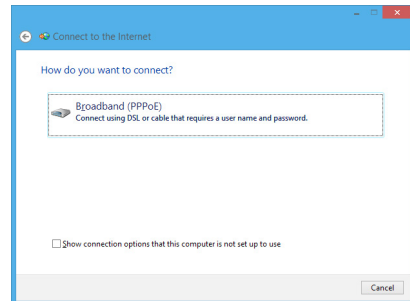 Connect to the Internet
How do you want to connect?
Broadband (PPPoE)
Connect using DSL or cable that requires a user name and password.
Show connection options that this computer is not set up to use
Cancel